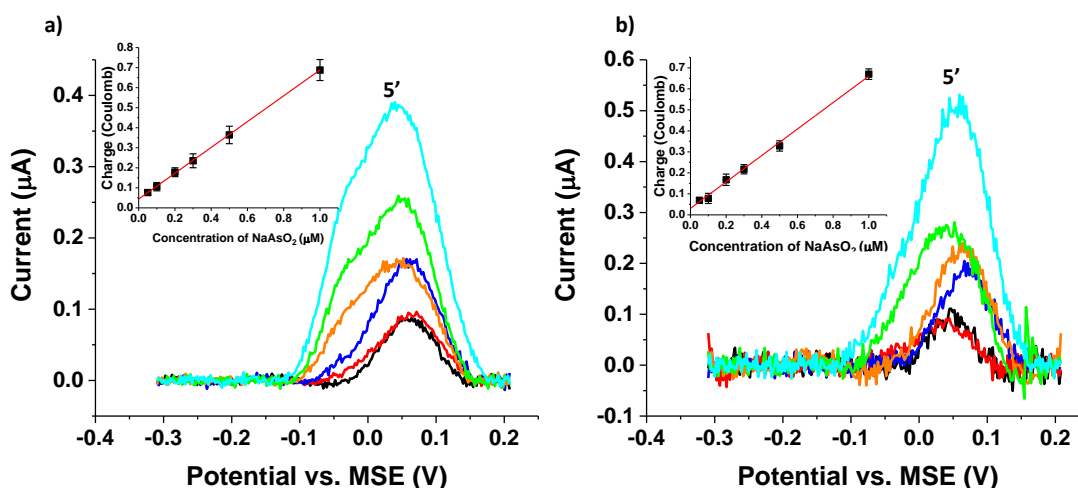 a)
0.8
0.7
0.6
0.5
0.4
0.3
0.2
0.1
0.0
0.0 0.2 0.4 0.6 0.8 1.0
Charge (Coulomb)
Concentration of NaAsO₂ (μM)
5’
0.4
0.3
0.2
0.1
0.0
Current (μA)
-0.4 -0.3 -0.2 -0.1 0.0 0.1 0.2
Potential vs. MSE (V)
b)
0.7
0.6
0.5
0.4
0.3
0.2
0.1
0.0
0.0 0.2 0.4 0.6 0.8 1.0
Charge (Coulomb)
Concentration of NaAsO₂ (μM)
5’
0.6
0.5
0.4
0.3
0.2
0.1
0.0
-0.1
Current (μA)
-0.4 -0.3 -0.2 -0.1 0.0 0.1 0.2
Potential vs. MSE (V)